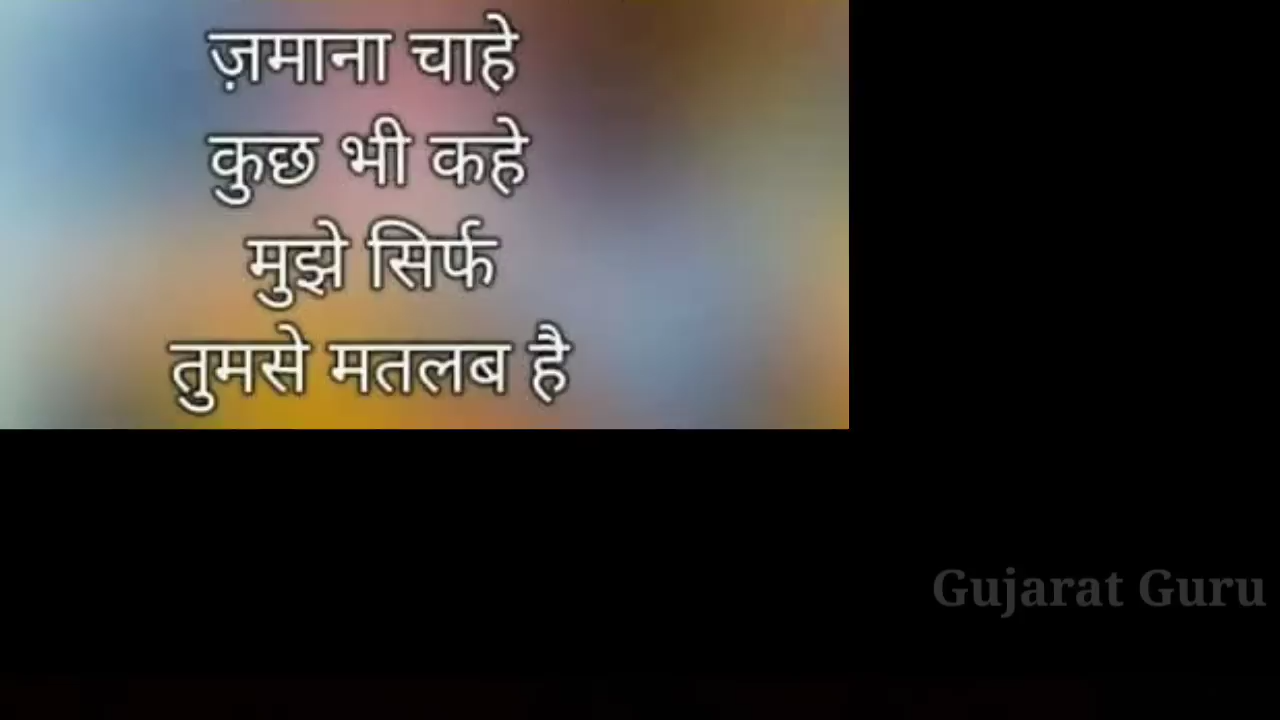 ज़माना चाहे
कुछ भी कहे
मुझे सिर्फ
तुमसे मतलब है
Gujarat Guru